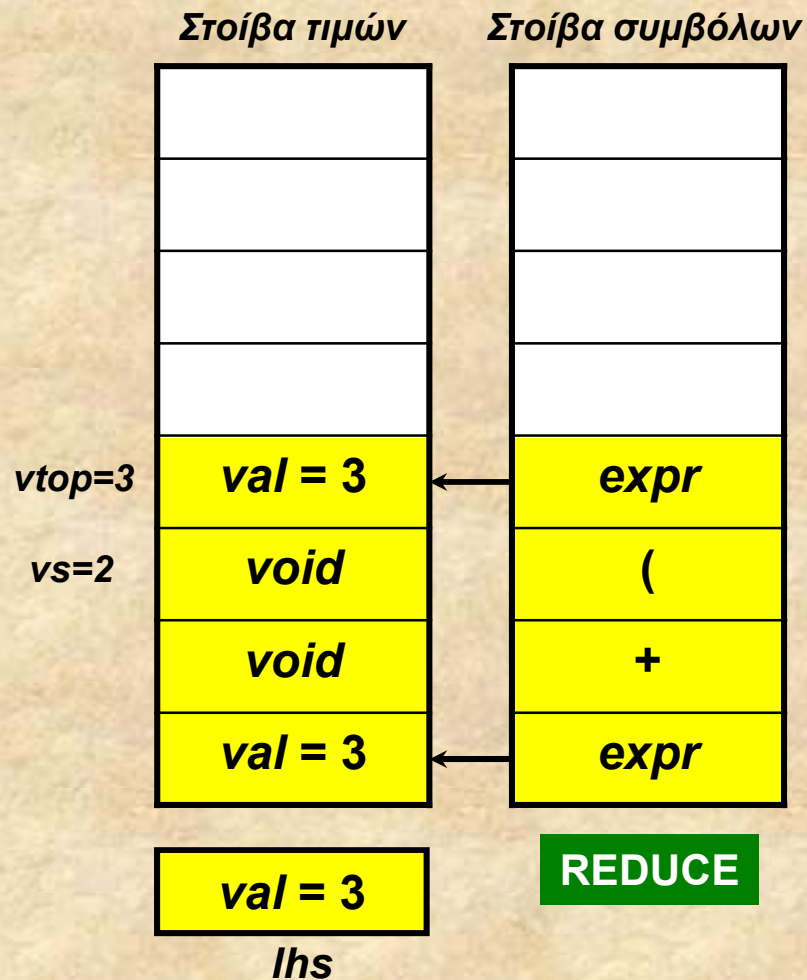 Στοίβα τιμών Στοίβα συμβόλων
vtop=3 val = 3 expr
vs=2 void (
void +
val = 3 expr
val = 3 REDUCE
lhs